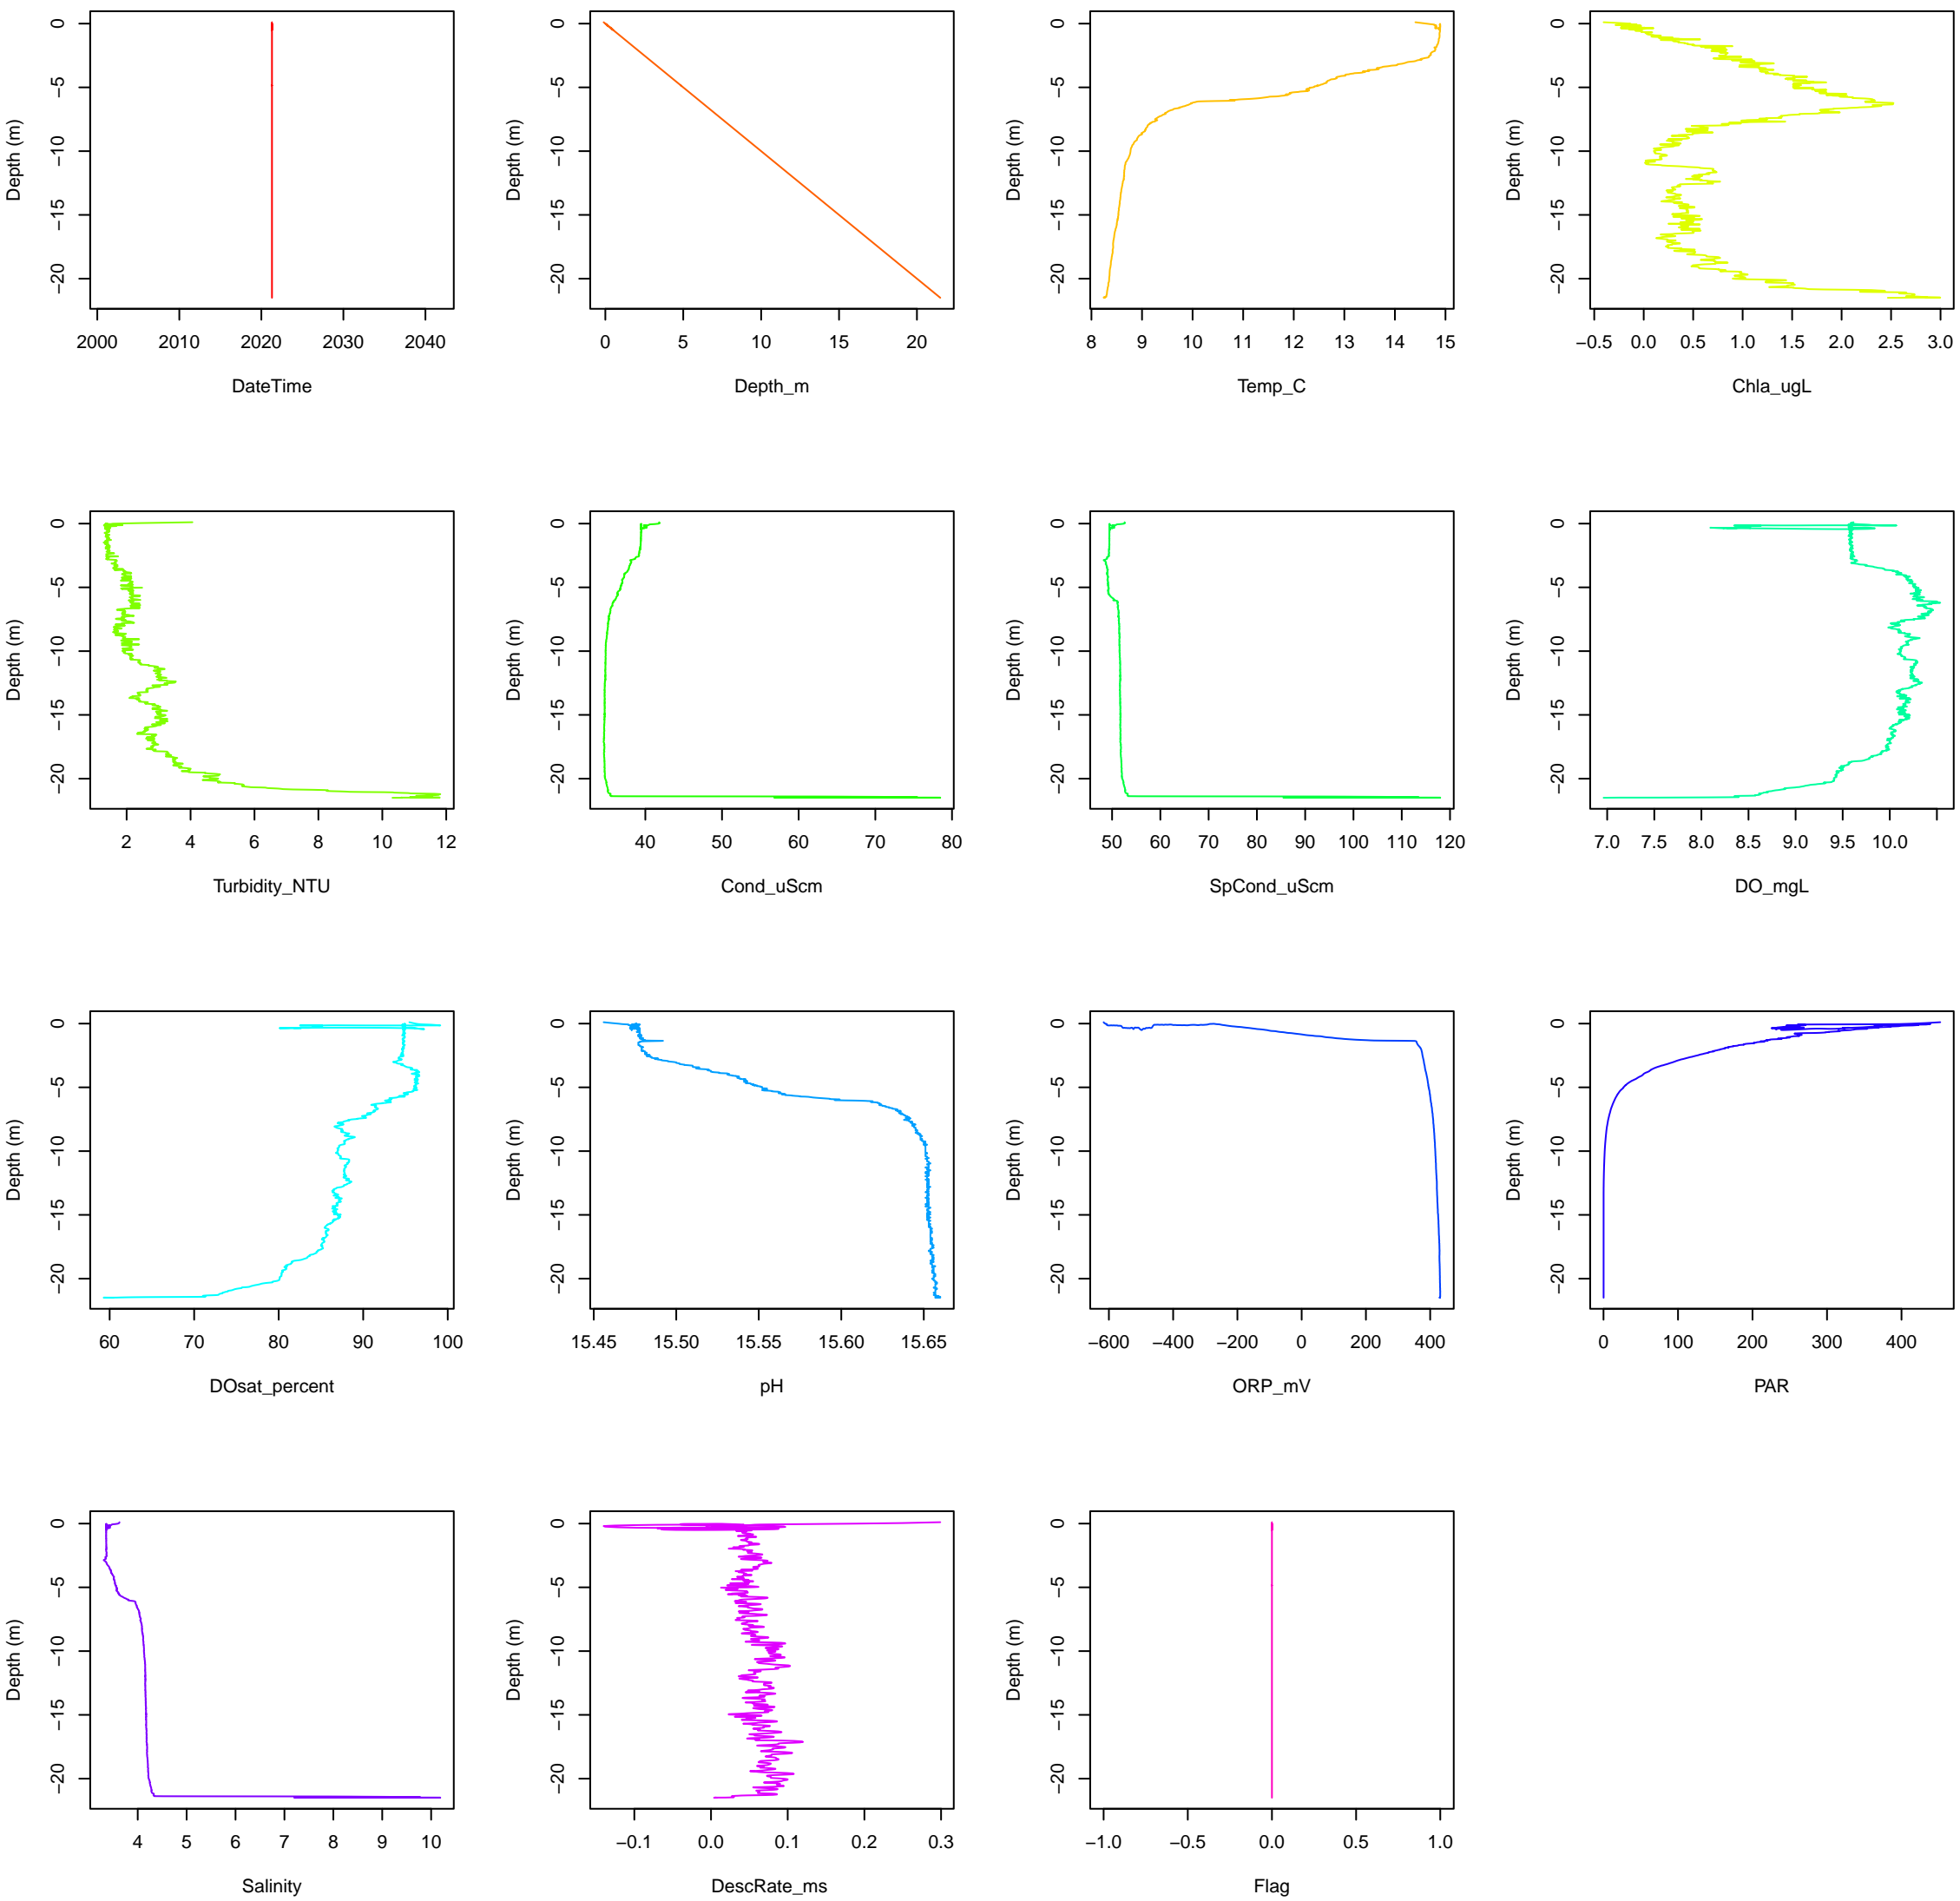 0
−5
−10
−15
−20
Depth (m)
2000 2010 2020 2030 2040
DateTime
0
−5
−10
−15
−20
Depth (m)
0 5 10 15 20
Depth_m
0
−5
−10
−15
−20
Depth (m)
8 9 10 11 12 13 14 15
Temp_C
0
−5
−10
−15
−20
Depth (m)
−0.5 0.0 0.5 1.0 1.5 2.0 2.5 3.0
Chla_ugL
0
−5
−10
−15
−20
Depth (m)
2 4 6 8 10 12
Turbidity_NTU
0
−5
−10
−15
−20
Depth (m)
40 50 60 70 80
Cond_uScm
0
−5
−10
−15
−20
Depth (m)
50 60 70 80 90 100 110 120
SpCond_uScm
0
−5
−10
−15
−20
Depth (m)
7.0 7.5 8.0 8.5 9.0 9.5 10.0
DO_mgL
0
−5
−10
−15
−20
Depth (m)
60 70 80 90 100
DOsat_percent
0
−5
−10
−15
−20
Depth (m)
15.45 15.50 15.55 15.60 15.65
pH
0
−5
−10
−15
−20
Depth (m)
−600 −400 −200 0 200 400
ORP_mV
0
−5
−10
−15
−20
Depth (m)
0 100 200 300 400
PAR
0
−5
−10
−15
−20
Depth (m)
4 5 6 7 8 9 10
Salinity
0
−5
−10
−15
−20
Depth (m)
−0.1 0.0 0.1 0.2 0.3
DescRate_ms
0
−5
−10
−15
−20
Depth (m)
−1.0 −0.5 0.0 0.5 1.0
Flag